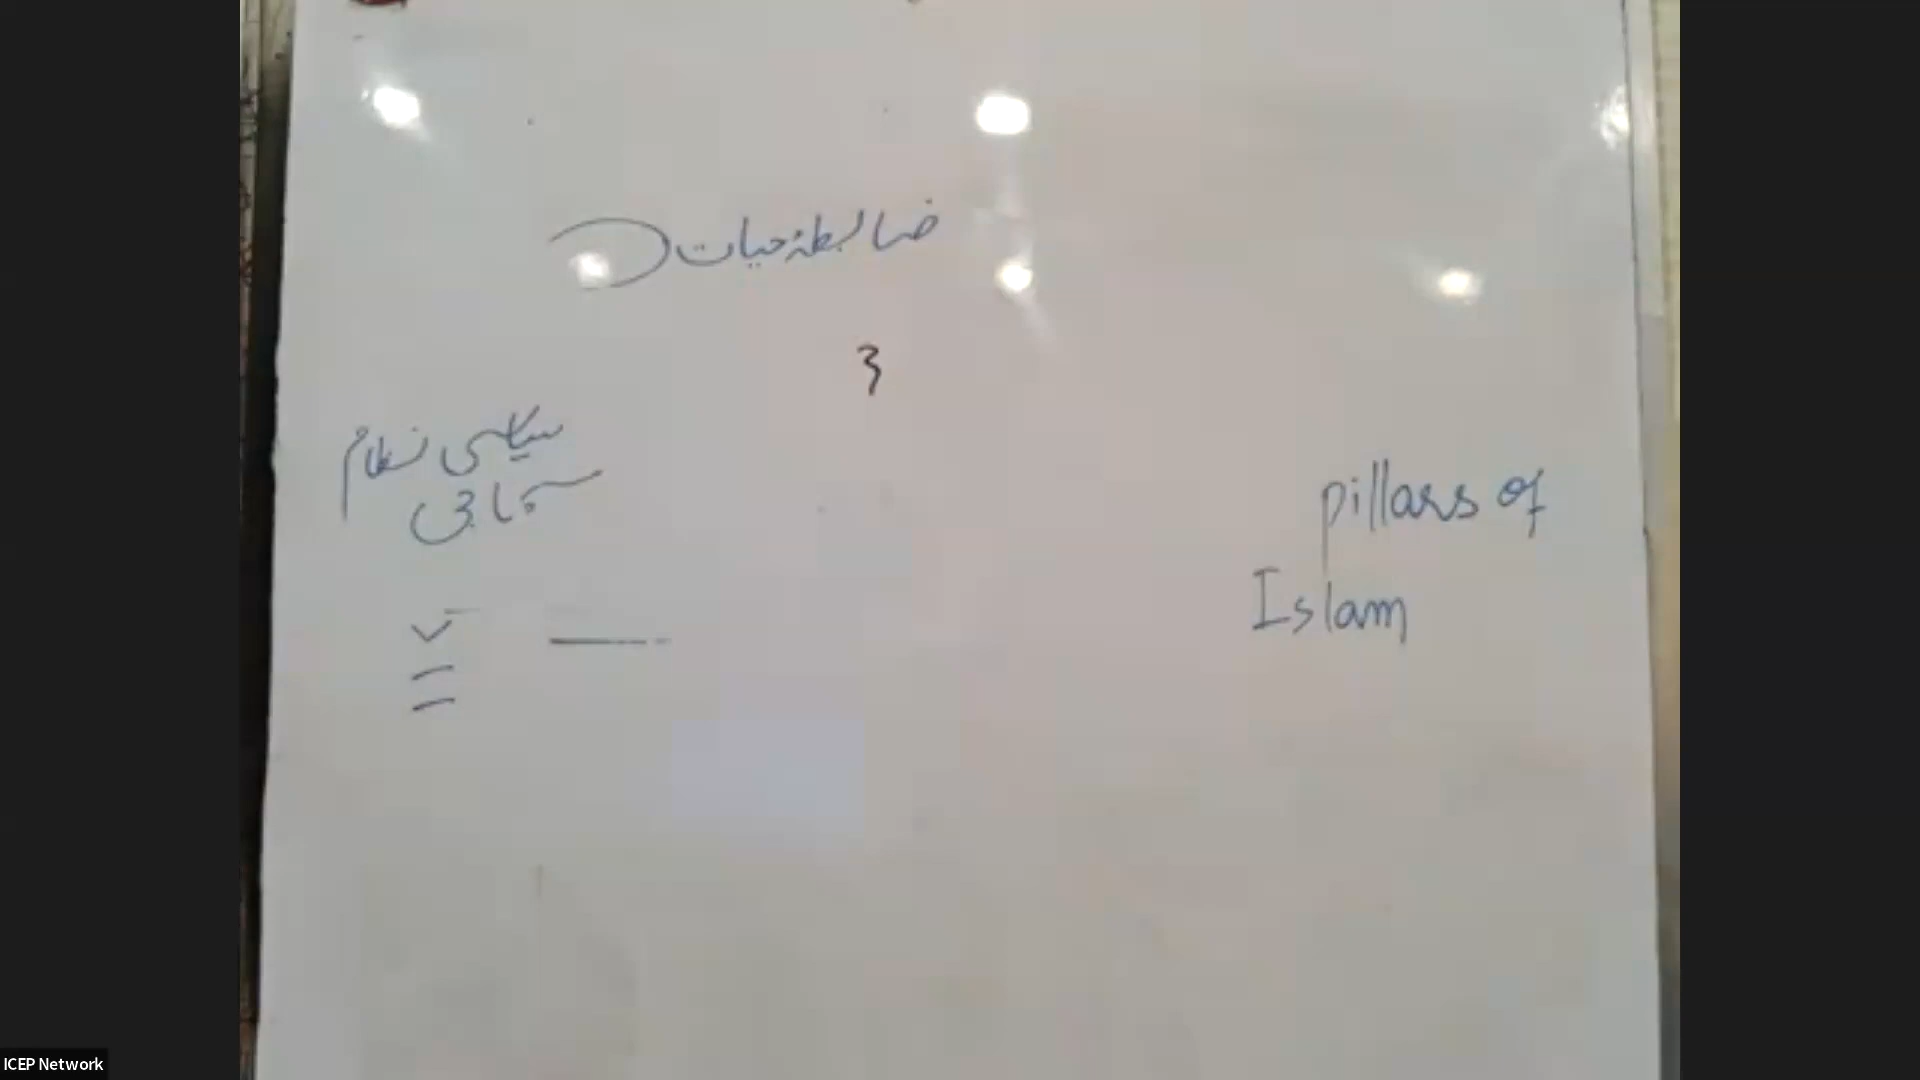 ضابطۂ حیات
3
سیاسی نظام
سماجی
pillars of
Islam
ICEP Network